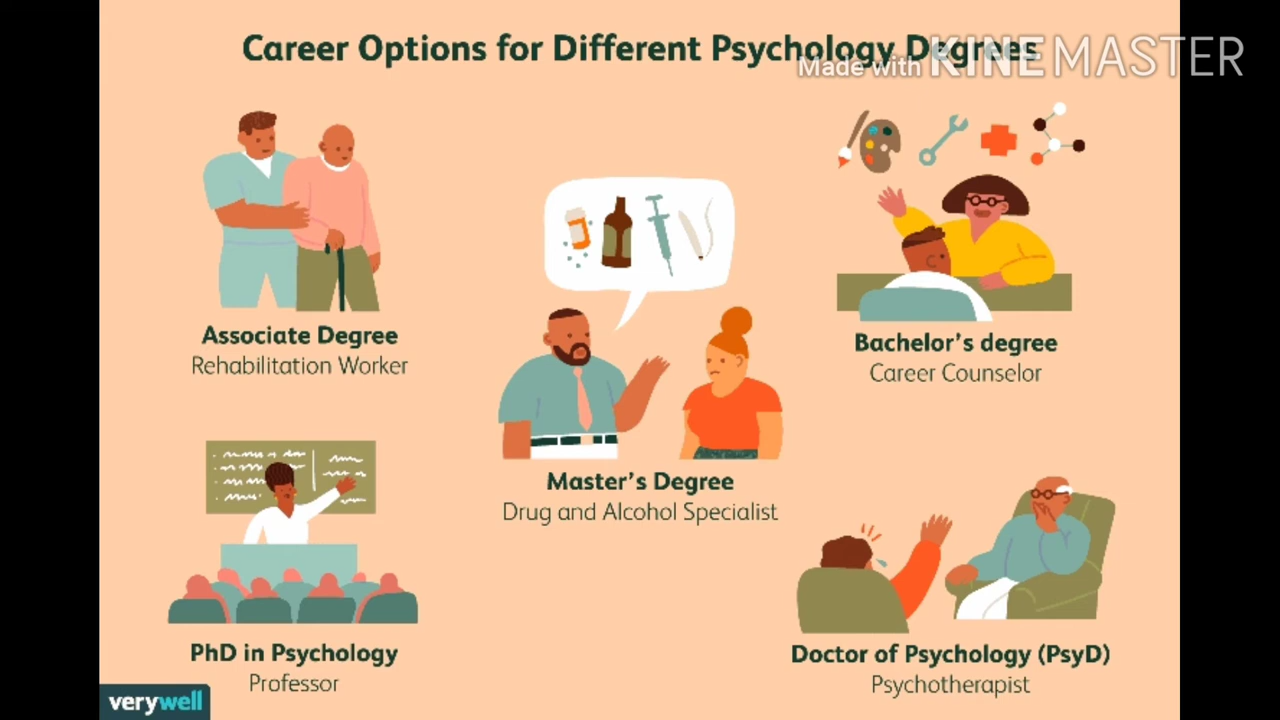 Career Options for Different Psychology Degrees
Made with KINEMASTER
Associate Degree
Rehabilitation Worker
Bachelor's degree
Career Counselor
Master's Degree
Drug and Alcohol Specialist
PhD in Psychology
Professor
Doctor of Psychology (PsyD)
Psychotherapist
verywell